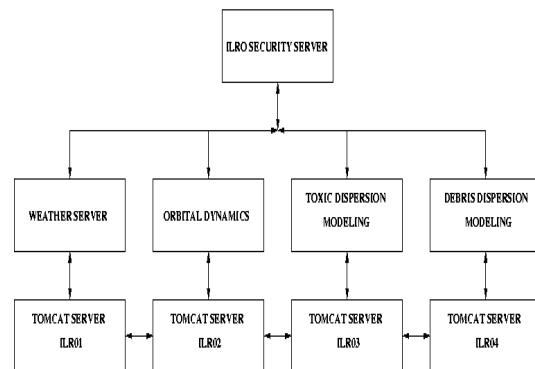 ILRO SECURITY SERVER
WEATHER SERVER
ORBITAL DYNAMICS
TOXIC DISPERSION
MODELING
DEBRIS DISPERSION
MODELING
TOMCAT SERVER
ILR01
TOMCAT SERVER
ILR02
TOMCAT SERVER
ILR03
TOMCAT SERVER
ILR04